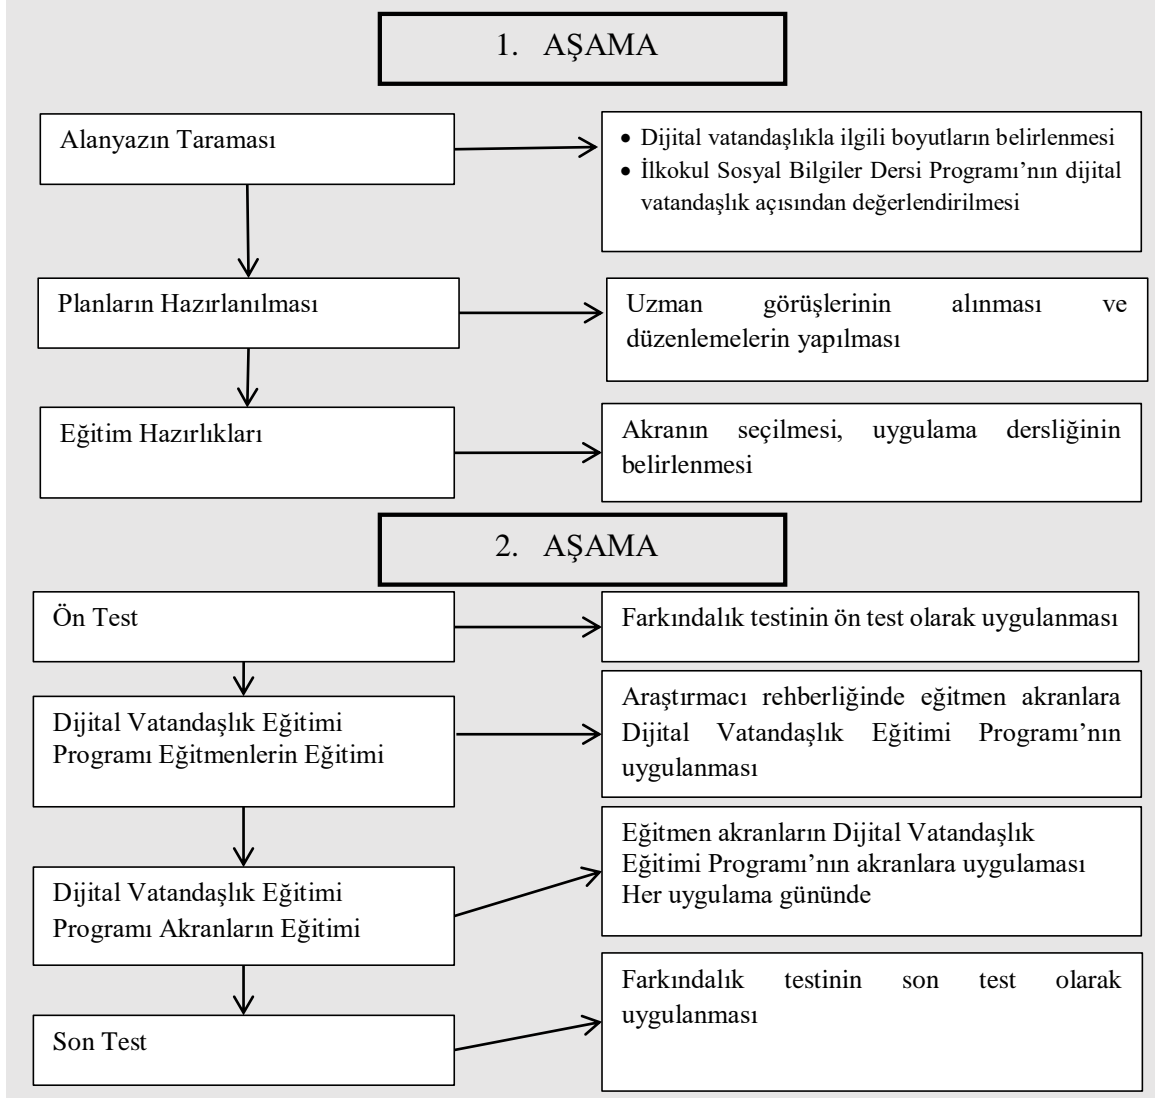 1. AŞAMA
Alanyazın Taraması
• Dijital vatandaşlıkla ilgili boyutların belirlenmesi
• İlkokul Sosyal Bilgiler Dersi Programı’nın dijital
vatandaşlık açısından değerlendirilmesi
Planların Hazırlanılması
Uzman görüşlerinin alınması ve
düzenlemelerin yapılması
Eğitim Hazırlıkları
Akranın seçilmesi, uygulama dersliğinin
belirlenmesi
2. AŞAMA
Ön Test
Farkındalık testinin ön test olarak uygulanması
Dijital Vatandaşlık Eğitimi
Programı Eğitmenlerin Eğitimi
Araştırmacı rehberliğinde eğitmen akranlara
Dijital Vatandaşlık Eğitimi Programı’nın
uygulanması
Dijital Vatandaşlık Eğitimi
Programı Akranların Eğitimi
Eğitmen akranların Dijital Vatandaşlık
Eğitimi Programı’nın akranlara uygulaması
Her uygulama gününde
Son Test
Farkındalık testinin son test olarak
uygulanması